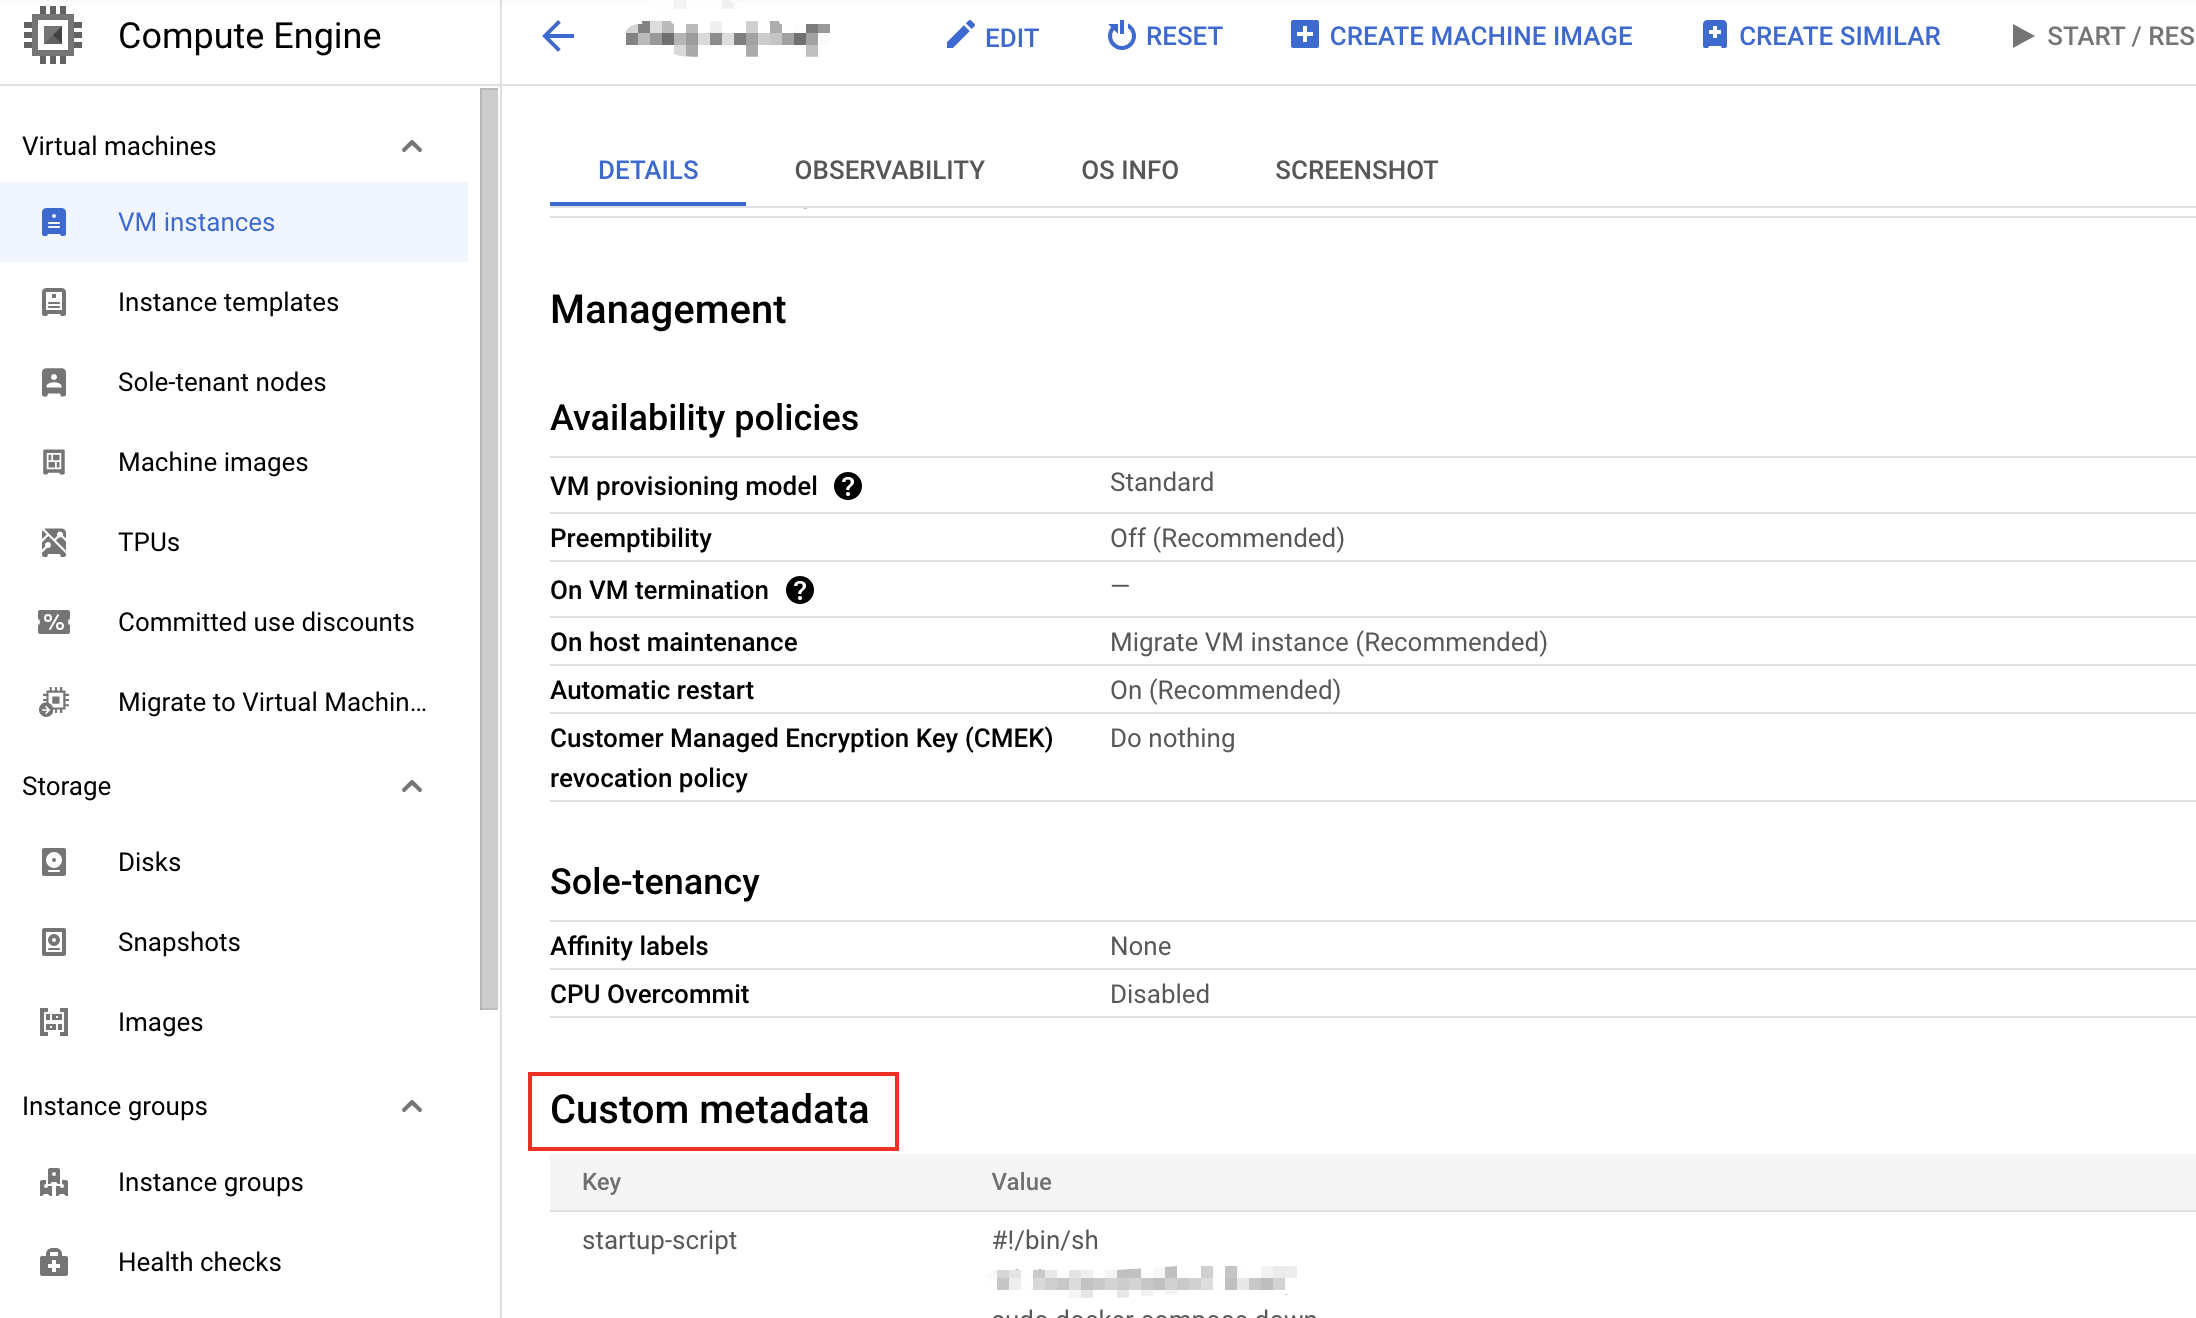 Compute Engine
EDIT
RESET
CREATE MACHINE IMAGE
CREATE SIMILAR
START / RES
Virtual machines
VM instances
Instance templates
Sole-tenant nodes
Machine images
TPUs
Committed use discounts
Migrate to Virtual Machin...
Storage
Disks
Snapshots
Images
Instance groups
Instance groups
Health checks
DETAILS
OBSERVABILITY
OS INFO
SCREENSHOT
Management
Availability policies
VM provisioning model ? Standard
Preemptibility Off (Recommended)
On VM termination ? —
On host maintenance Migrate VM instance (Recommended)
Automatic restart On (Recommended)
Customer Managed Encryption Key (CMEK) Do nothing
revocation policy
Sole-tenancy
Affinity labels None
CPU Overcommit Disabled
Custom metadata
Key Value
startup-script #!/bin/sh
sudo docker compose down